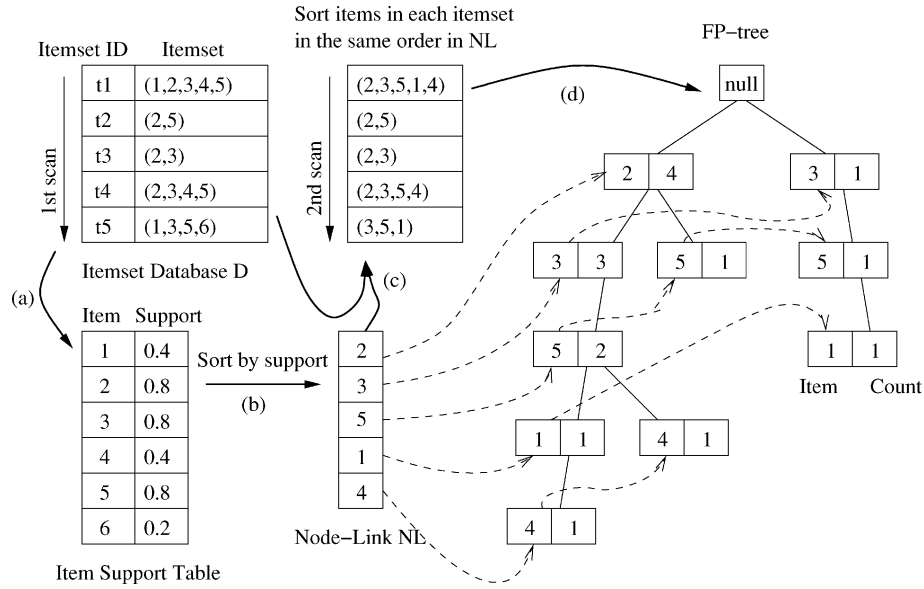 Sort items in each itemset
in the same order in NL
Itemset ID Itemset
t1 (1,2,3,4,5)
t2 (2,5)
t3 (2,3)
t4 (2,3,4,5)
t5 (1,3,5,6)
1st scan
Itemset Database D
(2,3,5,1,4)
(2,5)
(2,3)
(2,3,5,4)
(3,5,1)
2nd scan
(a)
Item Support
1 0.4
2 0.8
3 0.8
4 0.4
5 0.8
6 0.2
Item Support Table
Sort by support
(b)
(c)
2
3
5
1
4
Node-Link NL
(d)
FP-tree
null
2 4
3 1
3 3
5 1
5 1
5 2
1 1
Item Count
1 1
4 1
4 1